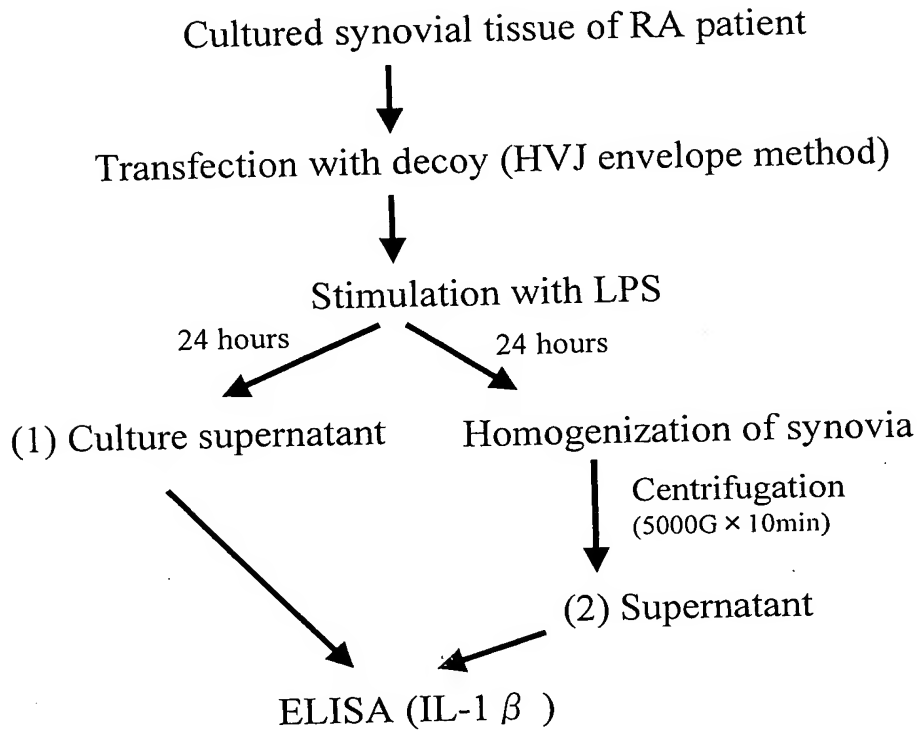 Cultured synovial tissue of RA patient
Transfection with decoy (HVJ envelope method)
Stimulation with LPS
24 hours
24 hours
(1) Culture supernatant
Homogenization of synovia
Centrifugation
(5000G × 10min)
(2) Supernatant
ELISA (IL-1 β )